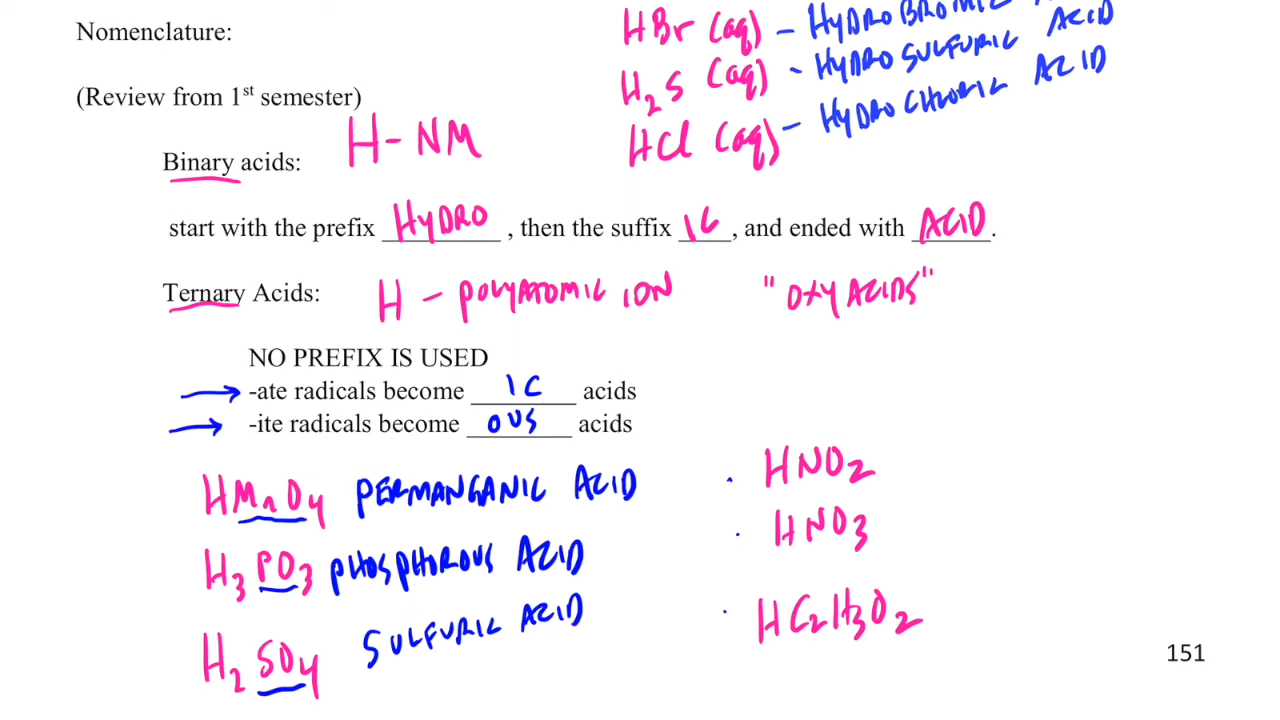 Nomenclature:
HBr (aq) – HYDROBROMIC
H2S (aq) - HYDROSULFURIC ACID
(Review from 1st semester)
HCl (aq) – HYDROCHLORIC ACID
Binary acids: H – NM
start with the prefix HYDRO, then the suffix IC, and ended with ACID.
Ternary Acids: H – POLYATOMIC ION "OXYACIDS"
NO PREFIX IS USED
-ate radicals become IC acids
-ite radicals become OUS acids
HMnO4 PERMANGANIC ACID
HNO2
HNO3
H3PO3 PHOSPHOROUS ACID
HC2H3O2
H2SO4 SULFURIC ACID
151